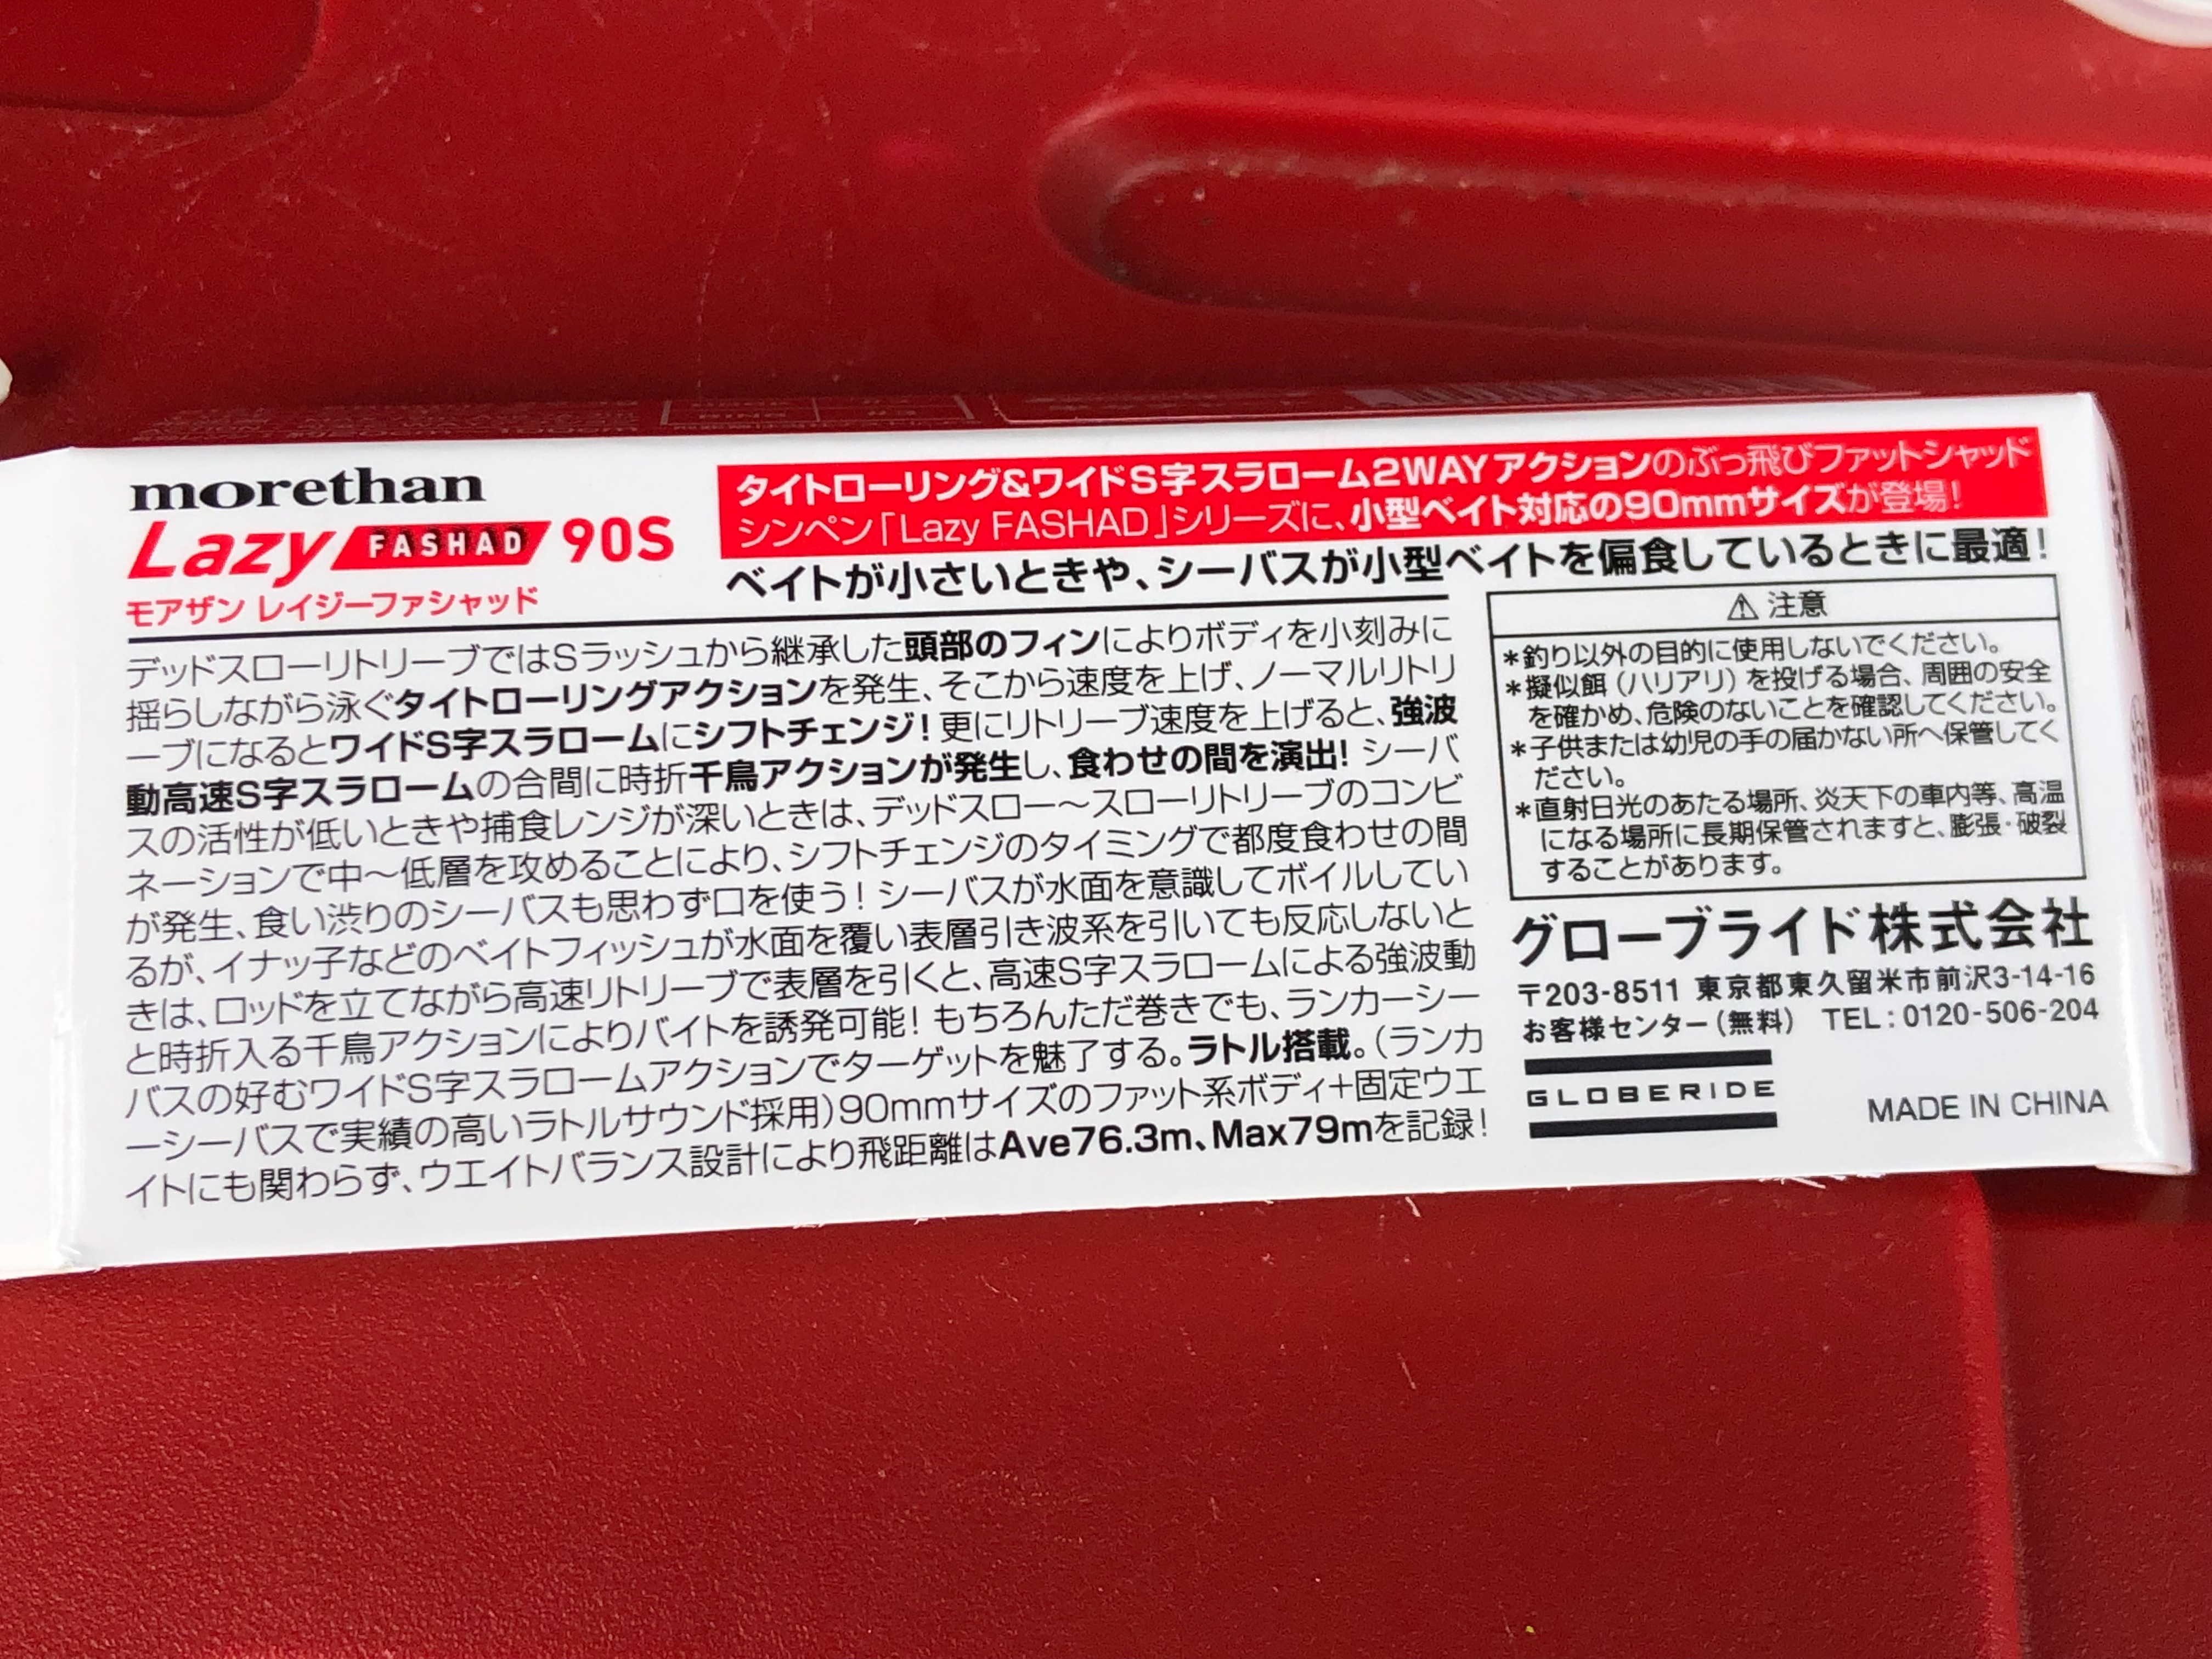 morethan
Lazy FASHAD 90S
モアザン レイジーファシャッド
タイトローリング&ワイドS字スラローム2WAYアクションのぶっ飛びファットシャッド
シンペン「Lazy FASHAD」シリーズに、小型ベイト対応の90mmサイズが登場!
ベイトが小さいときや、シーバスが小型ベイトを偏食しているときに最適!
デッドスローリトリーブではSラッシュから継承した頭部のフィンによりボディを小刻みに
揺らしながら泳ぐタイトローリングアクションを発生、そこから速度を上げ、ノーマルリトリ
ーブになるとワイドS字スラロームにシフトチェンジ!更にリトリーブ速度を上げると、強波
動高速S字スラロームの合間に時折千鳥アクションが発生し、食わせの間を演出!シーバ
スの活性が低いときや捕食レンジが深いときは、デッドスロー〜スローリトリーブのコンビ
ネーションで中〜低層を攻めることにより、シフトチェンジのタイミングで都度食わせの間
が発生、食い渋りのシーバスも思わず口を使う!シーバスが水面を意識してボイルしてい
るが、イナッ子などのベイトフィッシュが水面を覆い表層引き波系を引いても反応しないと
きは、ロッドを立てながら高速リトリーブで表層を引くと、高速S字スラロームによる強波動
と時折入る千鳥アクションによりバイトを誘発可能!もちろんただ巻きでも、ランカーシー
バスの好むワイドS字スラロームアクションでターゲットを魅了する。ラトル搭載。(ランカ
ーシーバスで実績の高いラトルサウンド採用)90mmサイズのファット系ボディ+固定ウエ
イトにも関わらず、ウエイトバランス設計により飛距離はAve76.3m、Max79mを記録!
⚠ 注意
*釣り以外の目的に使用しないでください。
*擬似餌(ハリアリ)を投げる場合、周囲の安全
を確かめ、危険のないことを確認してください。
*子供または幼児の手の届かない所へ保管してく
ださい。
*直射日光のあたる場所、炎天下の車内等、高温
になる場所に長期保管されますと、膨張・破裂
することがあります。
グローブライド株式会社
〒203-8511 東京都東久留米市前沢3-14-16
お客様センター(無料) TEL:0120-506-204
GLOBERIDE
MADE IN CHINA